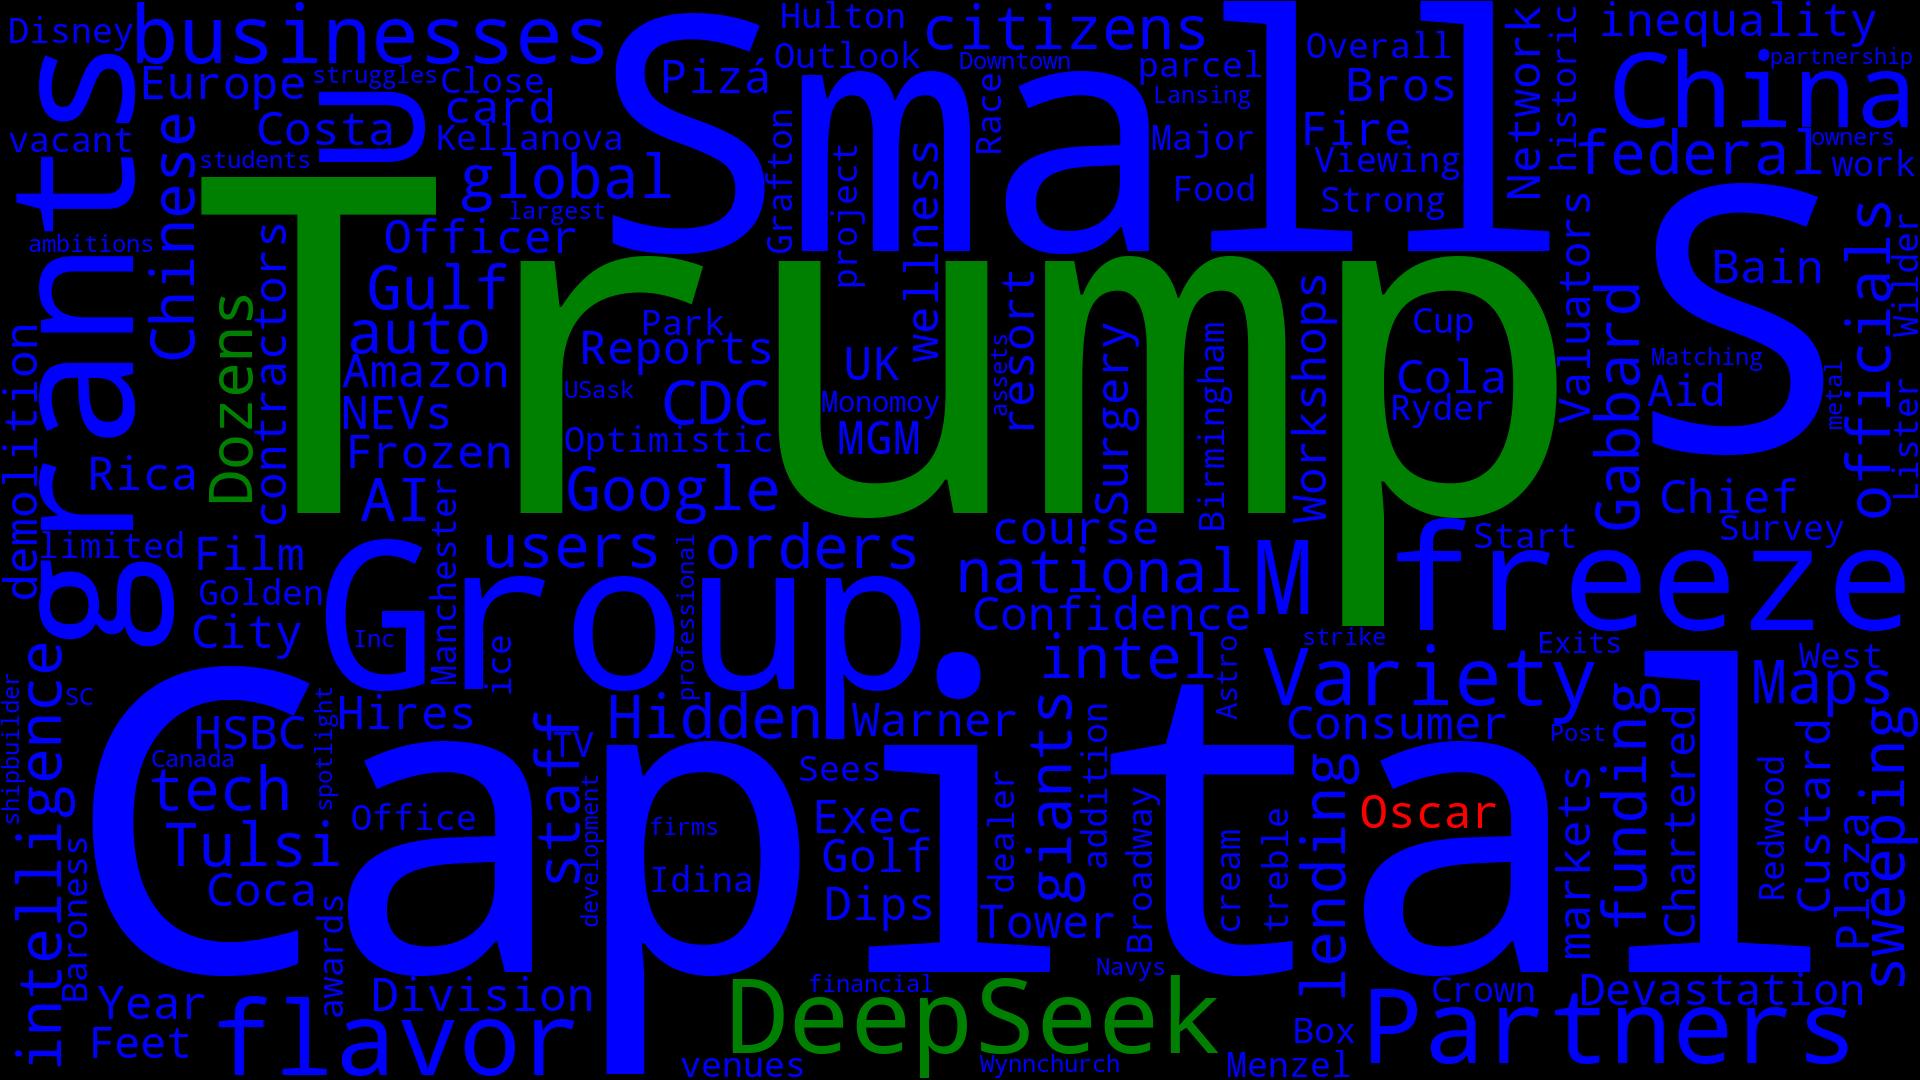 Disney
businesses
Hulton
citizens
Overall
Network
historic
inequality
Outlook
Downtown
parcel
Small
Pizá
Europe
struggles
Close
card
Race
Lansing
Bros
China
partnership
grants
Chinese
vacant
Costa
U
Kellanova
Major
Fire
Viewing
federal
owners
work
students
global
Grafton
project
wellness
Food
Strong
largest
ambitions
Officer
Trump
S
Bain
officials
Wilder
Dozens
contractors
Gulf
auto
Park
Reports
resort
assets
Surgery
Birmingham
Workshops
Cup
Valuators
Gabbard
Matching
Aid
metal
Lister
demolition
Amazon
USask
CDC
UK
Monomoy
Cola
Ryder
NEVs
Frozen
Optimistic
MGM
Rica
AI
Google
Chief
Survey
limited
Film
Golden
City
Manchester
users
orders
professional
course
national
Confidence
M
Start
freeze
Group.
Inc
ice
intel
Astro
strike
Exits
Variety
West
Maps
intelligence
shipbuilder
SC
HSBC
spotlight
Hires
Hidden
Warner
giants
addition
Consumer
Post
funding
Chartered
Redwood
Custard
sweeping
Canada
tech
Capital
staff
TV
Sees
dealer
Broadway
cream
treble
lending
Oscar
markets
Plaza
Tulsi
Office
development
firms
Exec
Golf
Coca
Idina
Baroness
awards
Dips
Tower
Navys
Year
Division
financial
Crown
Devastation
Feet
flavor
DeepSeek
Box
Partners
venues
Wynnchurch
Menzel